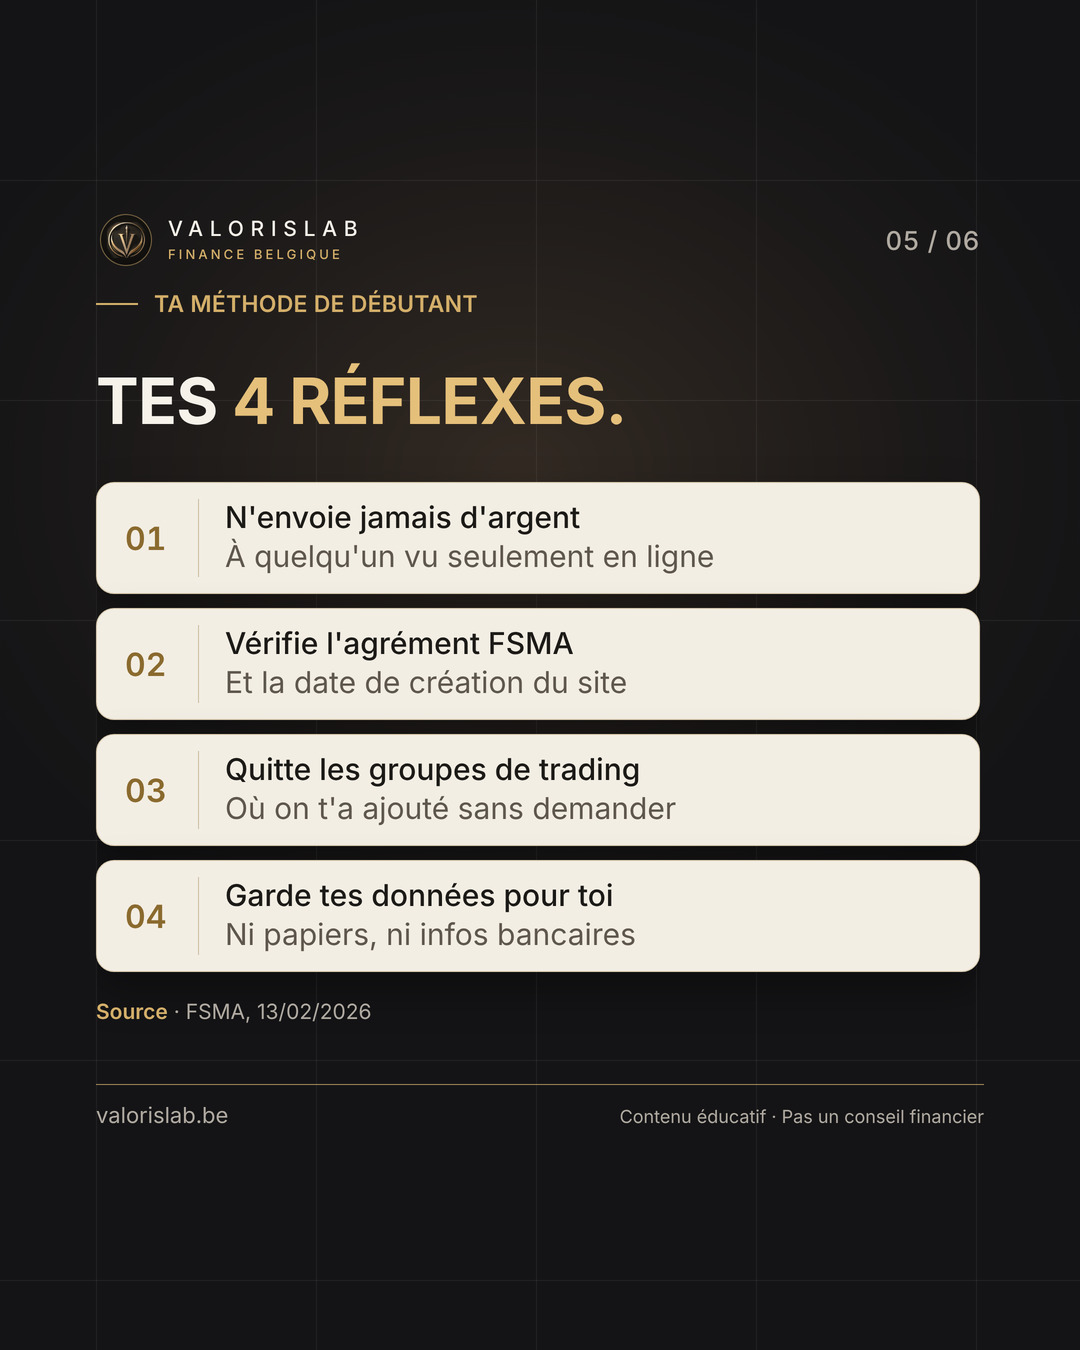 VALORISLAB
FINANCE BELGIQUE
05 / 06
TA MÉTHODE DE DÉBUTANT
TES 4 RÉFLEXES.
01
N'envoie jamais d'argent
À quelqu'un vu seulement en ligne
02
Vérifie l'agrément FSMA
Et la date de création du site
03
Quitte les groupes de trading
Où on t'a ajouté sans demander
04
Garde tes données pour toi
Ni papiers, ni infos bancaires
Source · FSMA, 13/02/2026
valorislab.be
Contenu éducatif · Pas un conseil financier